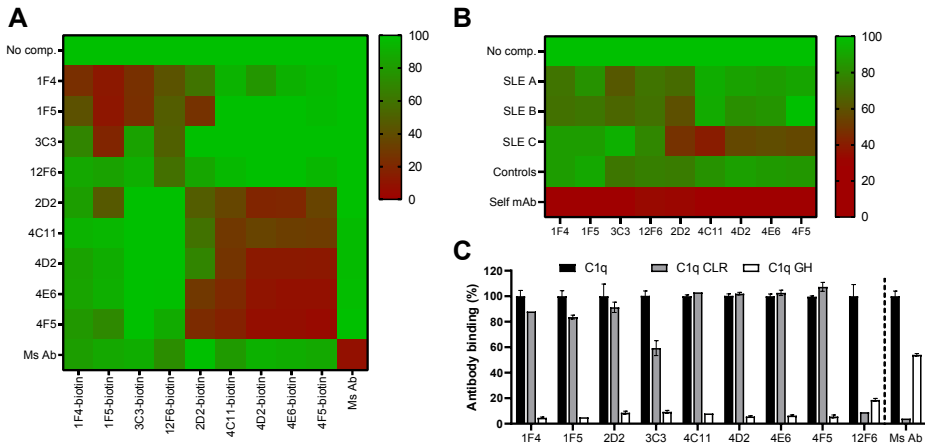 A
No comp.
1F4
1F5
3C3
12F6
2D2
4C11
4D2
4E6
4F5
Ms Ab
1F4-biotin
1F5-biotin
3C3-biotin
12F6-biotin
2D2-biotin
4C11-biotin
4D2-biotin
4E6-biotin
4F5-biotin
Ms Ab
100
80
60
40
20
0
B
No comp.
SLE A
SLE B
SLE C
Controls
Self mAb
1F4 1F5 3C3 12F6 2D2 4C11 4D2 4E6 4F5
100
80
60
40
20
0
C
C1q C1q CLR C1q GH
Antibody binding (%)
120
100
80
60
40
20
0
1F4 1F5 2D2 3C3 4C11 4D2 4E6 4F5 12F6 Ms Ab